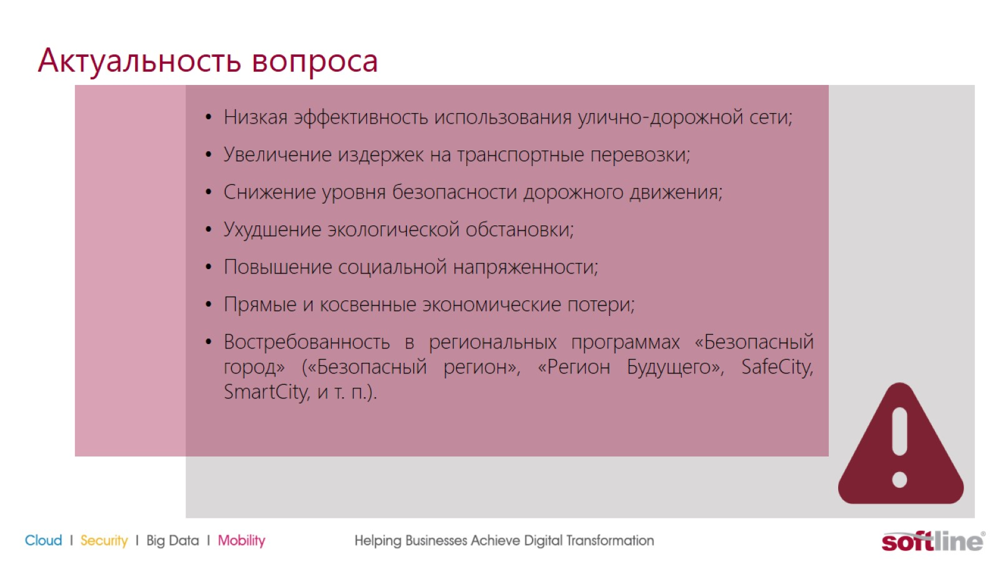 Актуальность вопроса
• Низкая эффективность использования улично-дорожной сети;
• Увеличение издержек на транспортные перевозки;
• Снижение уровня безопасности дорожного движения;
• Ухудшение экологической обстановки;
• Повышение социальной напряженности;
• Прямые и косвенные экономические потери;
• Востребованность в региональных программах «Безопасный
город» («Безопасный регион», «Регион Будущего», SafeCity,
SmartCity, и т. п.).
Cloud | Security | Big Data | Mobility
Helping Businesses Achieve Digital Transformation
softline®